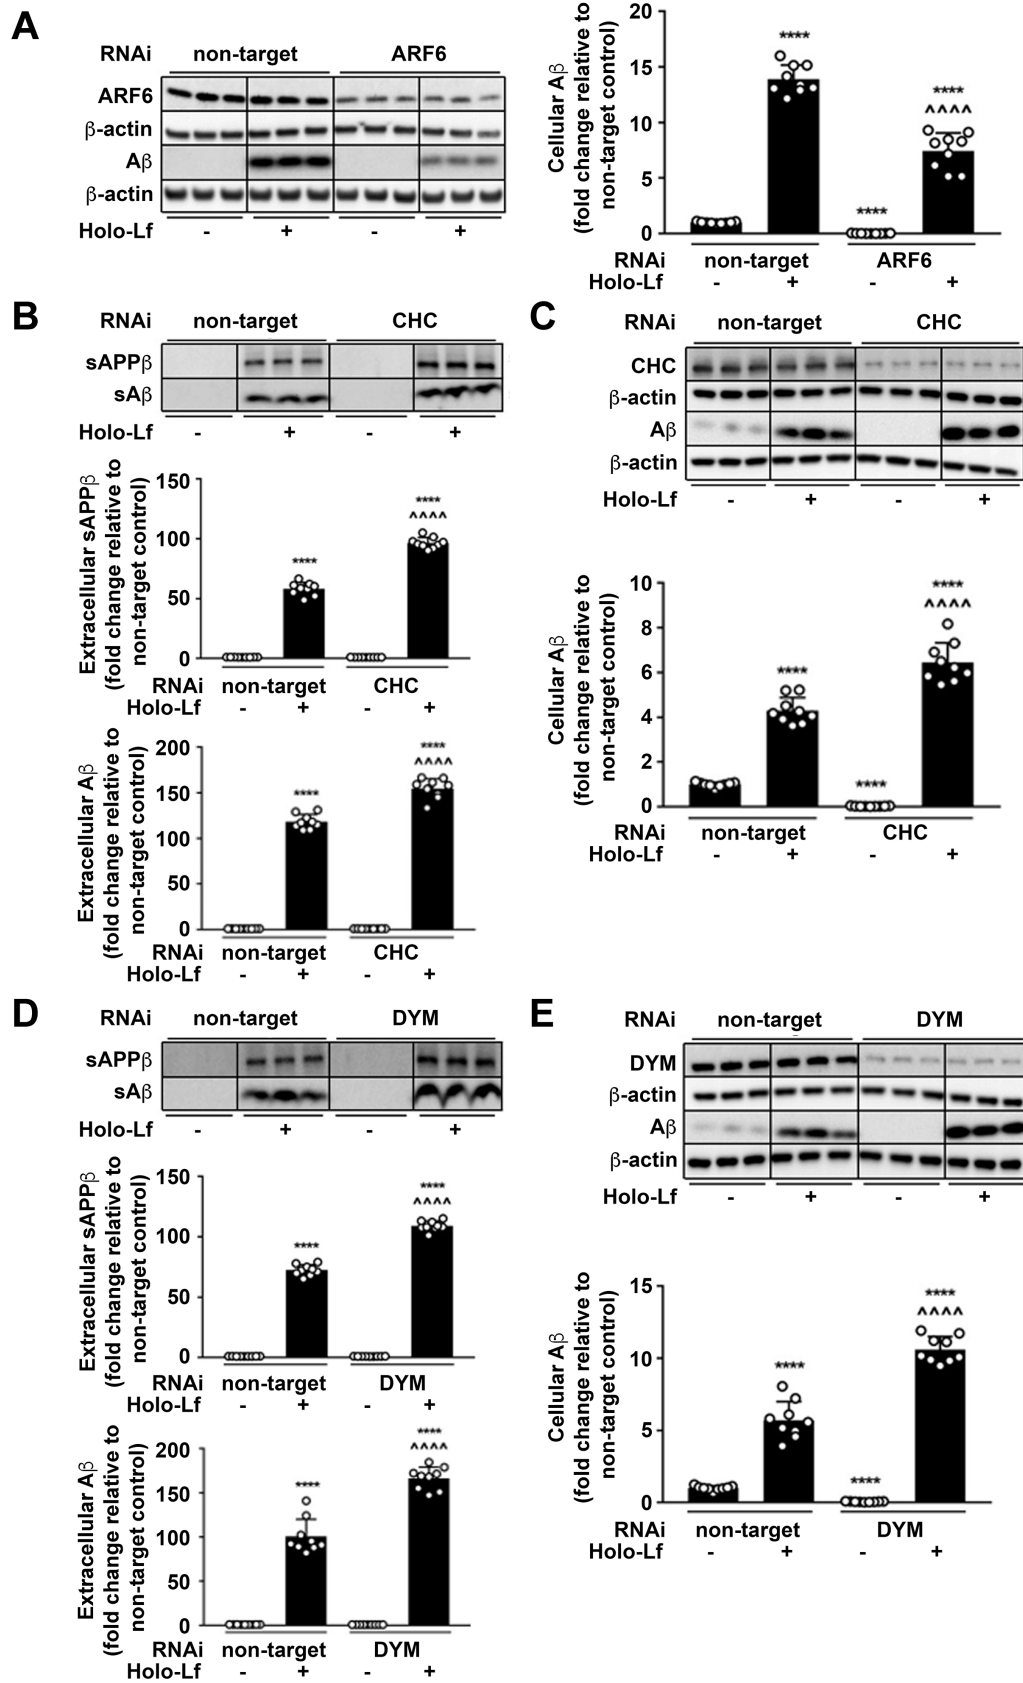 A
RNAi non-target ARF6
ARF6
β-actin
Aβ
β-actin
Holo-Lf - + - +
Cellular Aβ
(fold change relative to
non-target control)
20
15
10
5
0
****
****
^^^^
****
RNAi non-target ARF6
Holo-Lf - + - +
B
RNAi non-target CHC
sAPPβ
sAβ
Holo-Lf - + - +
Extracellular sAPPβ
(fold change relative to
non-target control)
150
100
50
0
****
****
^^^^
RNAi non-target CHC
Holo-Lf - + - +
Extracellular Aβ
(fold change relative to
non-target control)
200
150
100
50
0
****
****
^^^^
RNAi non-target CHC
Holo-Lf - + - +
C
RNAi non-target CHC
CHC
β-actin
Aβ
β-actin
Holo-Lf - + - +
Cellular Aβ
(fold change relative to
non-target control)
10
8
6
4
2
0
****
****
^^^^
****
RNAi non-target CHC
Holo-Lf - + - +
D
RNAi non-target DYM
sAPPβ
sAβ
Holo-Lf - + - +
Extracellular sAPPβ
(fold change relative to
non-target control)
150
100
50
0
****
****
^^^^
RNAi non-target DYM
Holo-Lf - + - +
Extracellular Aβ
(fold change relative to
non-target control)
200
150
100
50
0
****
****
^^^^
RNAi non-target DYM
Holo-Lf - + - +
E
RNAi non-target DYM
DYM
β-actin
Aβ
β-actin
Holo-Lf - + - +
Cellular Aβ
(fold change relative to
non-target control)
15
10
5
0
****
****
^^^^
****
RNAi non-target DYM
Holo-Lf - + - +